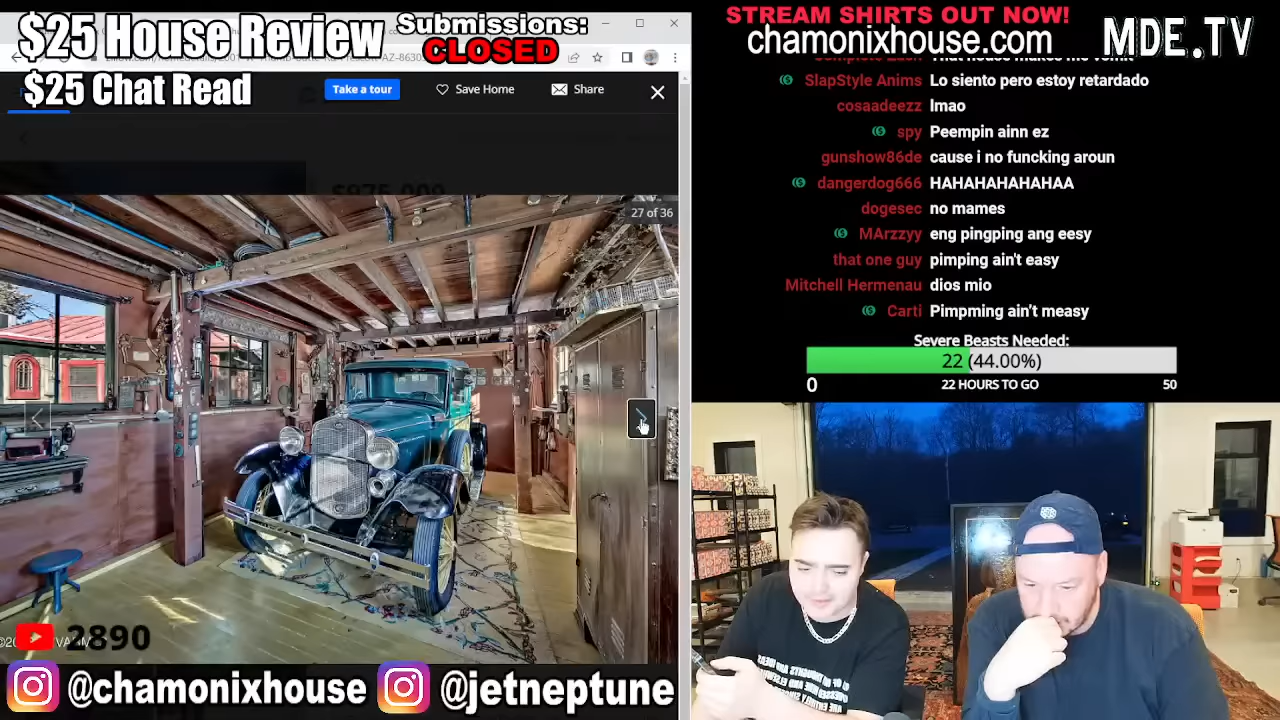 $25 House Review
Submissions:
CLOSED
$25 Chat Read
Take a tour
Save Home
Share
$975,000
27 of 36
2890
@chamonixhouse
@jetneptune
STREAM SHIRTS OUT NOW!
chamonixhouse.com
MDE.TV
SlapStyle Anims Lo siento pero estoy retardado
cosaadeezz lmao
spy Peempin ainn ez
gunshow86de cause i no funcking aroun
dangerdog666 HAHAHAHAHAHAA
dogesec no mames
MArzzyy eng pingping ang eesy
that one guy pimping ain't easy
Mitchell Hermenau dios mio
Carti Pimpming ain't measy
Severe Beasts Needed:
22 (44.00%)
0
22 HOURS TO GO
50